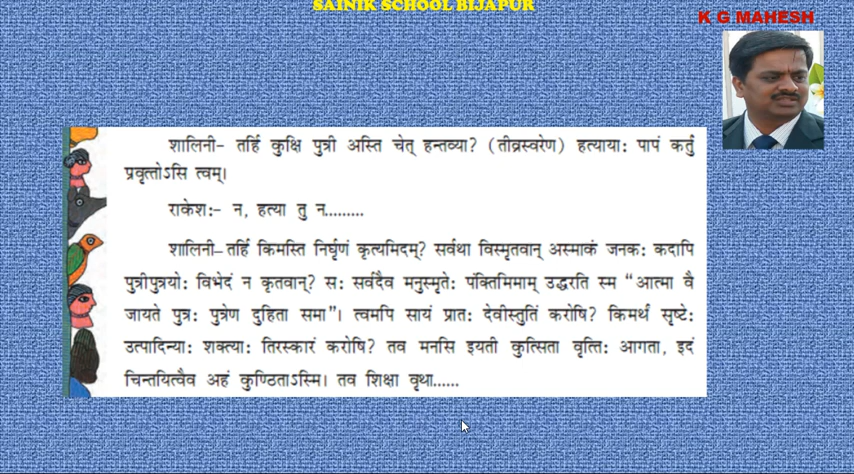 SAINIK SCHOOL BIJAPUR
K G MAHESH
शालिनी- तर्हि कुक्षि पुत्री अस्ति चेत् हन्तव्या? (तीव्रस्वरेण) हत्याया: पापं कर्तुं
प्रवृत्तोऽसि त्वम्।
राकेश:- न, हत्या तु न.........
शालिनी–तर्हि किमस्ति निर्घृणं कृत्यमिदम्? सर्वथा विस्मृतवान् अस्माकं जनक: कदापि
पुत्रीपुत्रयो: विभेदं न कृतवान्? स: सर्वदैव मनुस्मृते: पंक्तिमिमाम् उद्धरति स्म “आत्मा वै
जायते पुत्र: पुत्रेण दुहिता समा”। त्वमपि सायं प्रात: देवीस्तुतिं करोषि? किमर्थं सृष्टे:
उत्पादिन्या: शक्त्या: तिरस्कारं करोषि? तव मनसि इयती कुत्सिता वृत्ति: आगता, इदं
चिन्तयित्वैव अहं कुण्ठिताऽस्मि। तव शिक्षा वृथा......